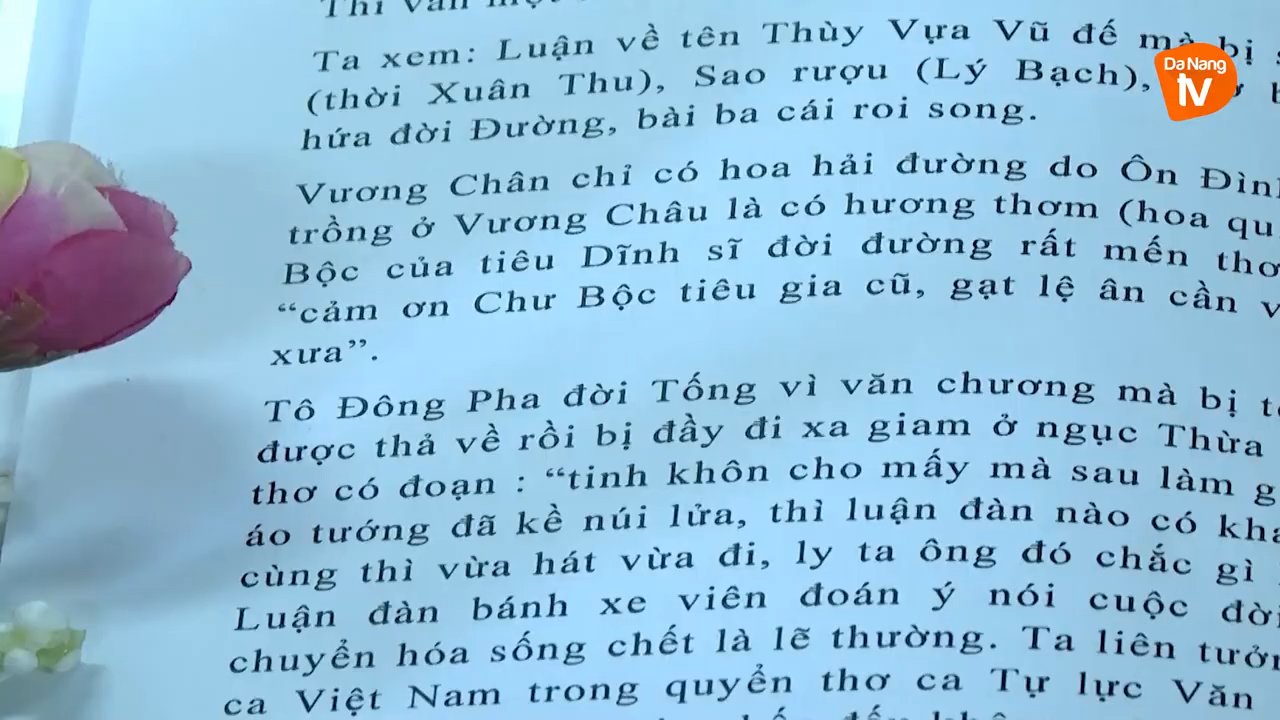 Thi văn
Ta xem: Luận về tên Thùy Vựa Vũ đế mà bị
(thời Xuân Thu), Sao rượu (Lý Bạch),
hứa đời Đường, bài ba cái roi song.
Vương Chân chỉ có hoa hải đường do Ôn Đình
trồng ở Vương Châu là có hương thơm (hoa qu
Bộc của tiêu Dĩnh sĩ đời đường rất mến thơ
“cảm ơn Chư Bộc tiêu gia cũ, gạt lệ ân cần v
xưa”.
Tô Đông Pha đời Tống vì văn chương mà bị t
được thả về rồi bị đầy đi xa giam ở ngục Thừa
thơ có đoạn : “tinh khôn cho mấy mà sau làm g
áo tướng đã kề núi lửa, thì luận đàn nào có kh
cùng thì vừa hát vừa đi, ly ta ông đó chắc gì
Luận đàn bánh xe viên đoán ý nói cuộc đời
chuyển hóa sống chết là lẽ thường. Ta liên tưởn
ca Việt Nam trong quyển thơ ca Tự lực Văn
Da Nang
tv